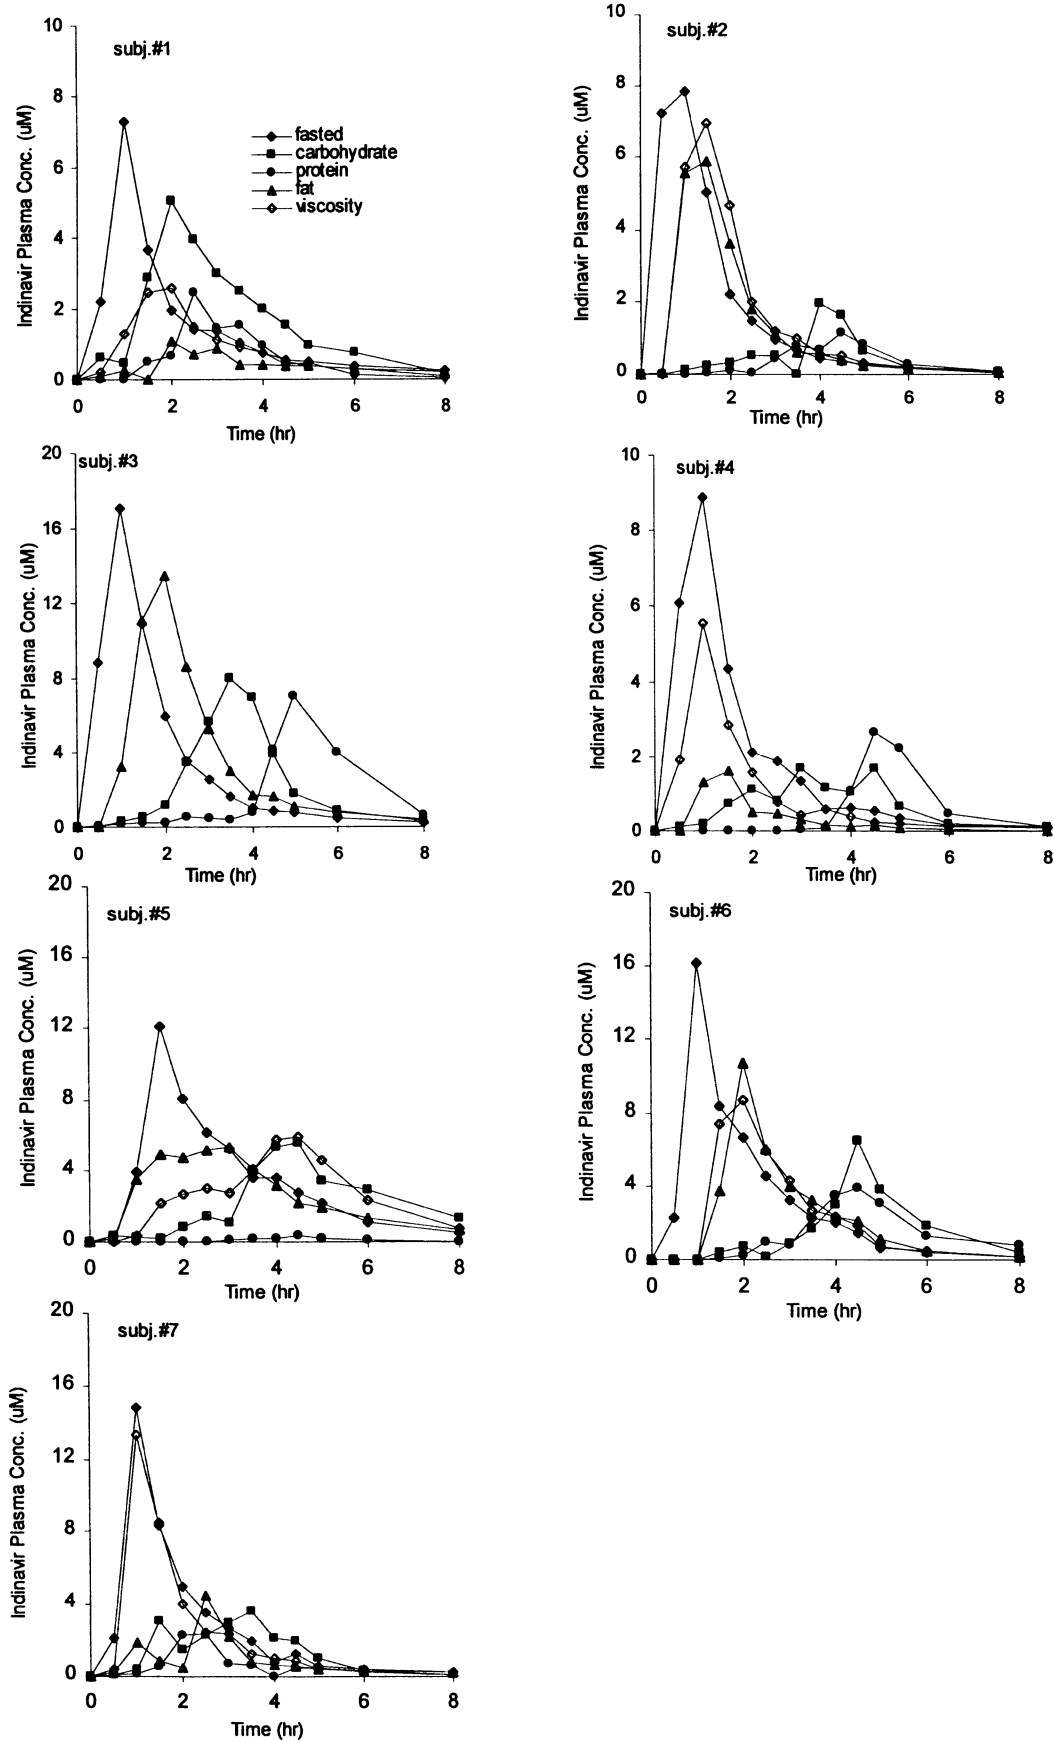 subj.#1
Indinavir Plasma Conc. (uM)
10
8
6
4
2
0
fasted
carbohydrate
protein
fat
viscosity
0 2 4 6 8
Time (hr)
subj.#2
Indinavir Plasma Conc. (uM)
10
8
6
4
2
0
0 2 4 6 8
Time (hr)
subj.#3
Indinavir Plasma Conc. (uM)
20
16
12
8
4
0
0 2 4 6 8
Time (hr)
subj.#4
Indinavir Plasma Conc. (uM)
10
8
6
4
2
0
0 2 4 6 8
Time (hr)
subj.#5
Indinavir Plasma Conc. (uM)
20
16
12
8
4
0
0 2 4 6 8
Time (hr)
subj.#6
Indinavir Plasma Conc. (uM)
20
16
12
8
4
0
0 2 4 6 8
Time (hr)
subj.#7
Indinavir Plasma Conc. (uM)
20
16
12
8
4
0
0 2 4 6 8
Time (hr)